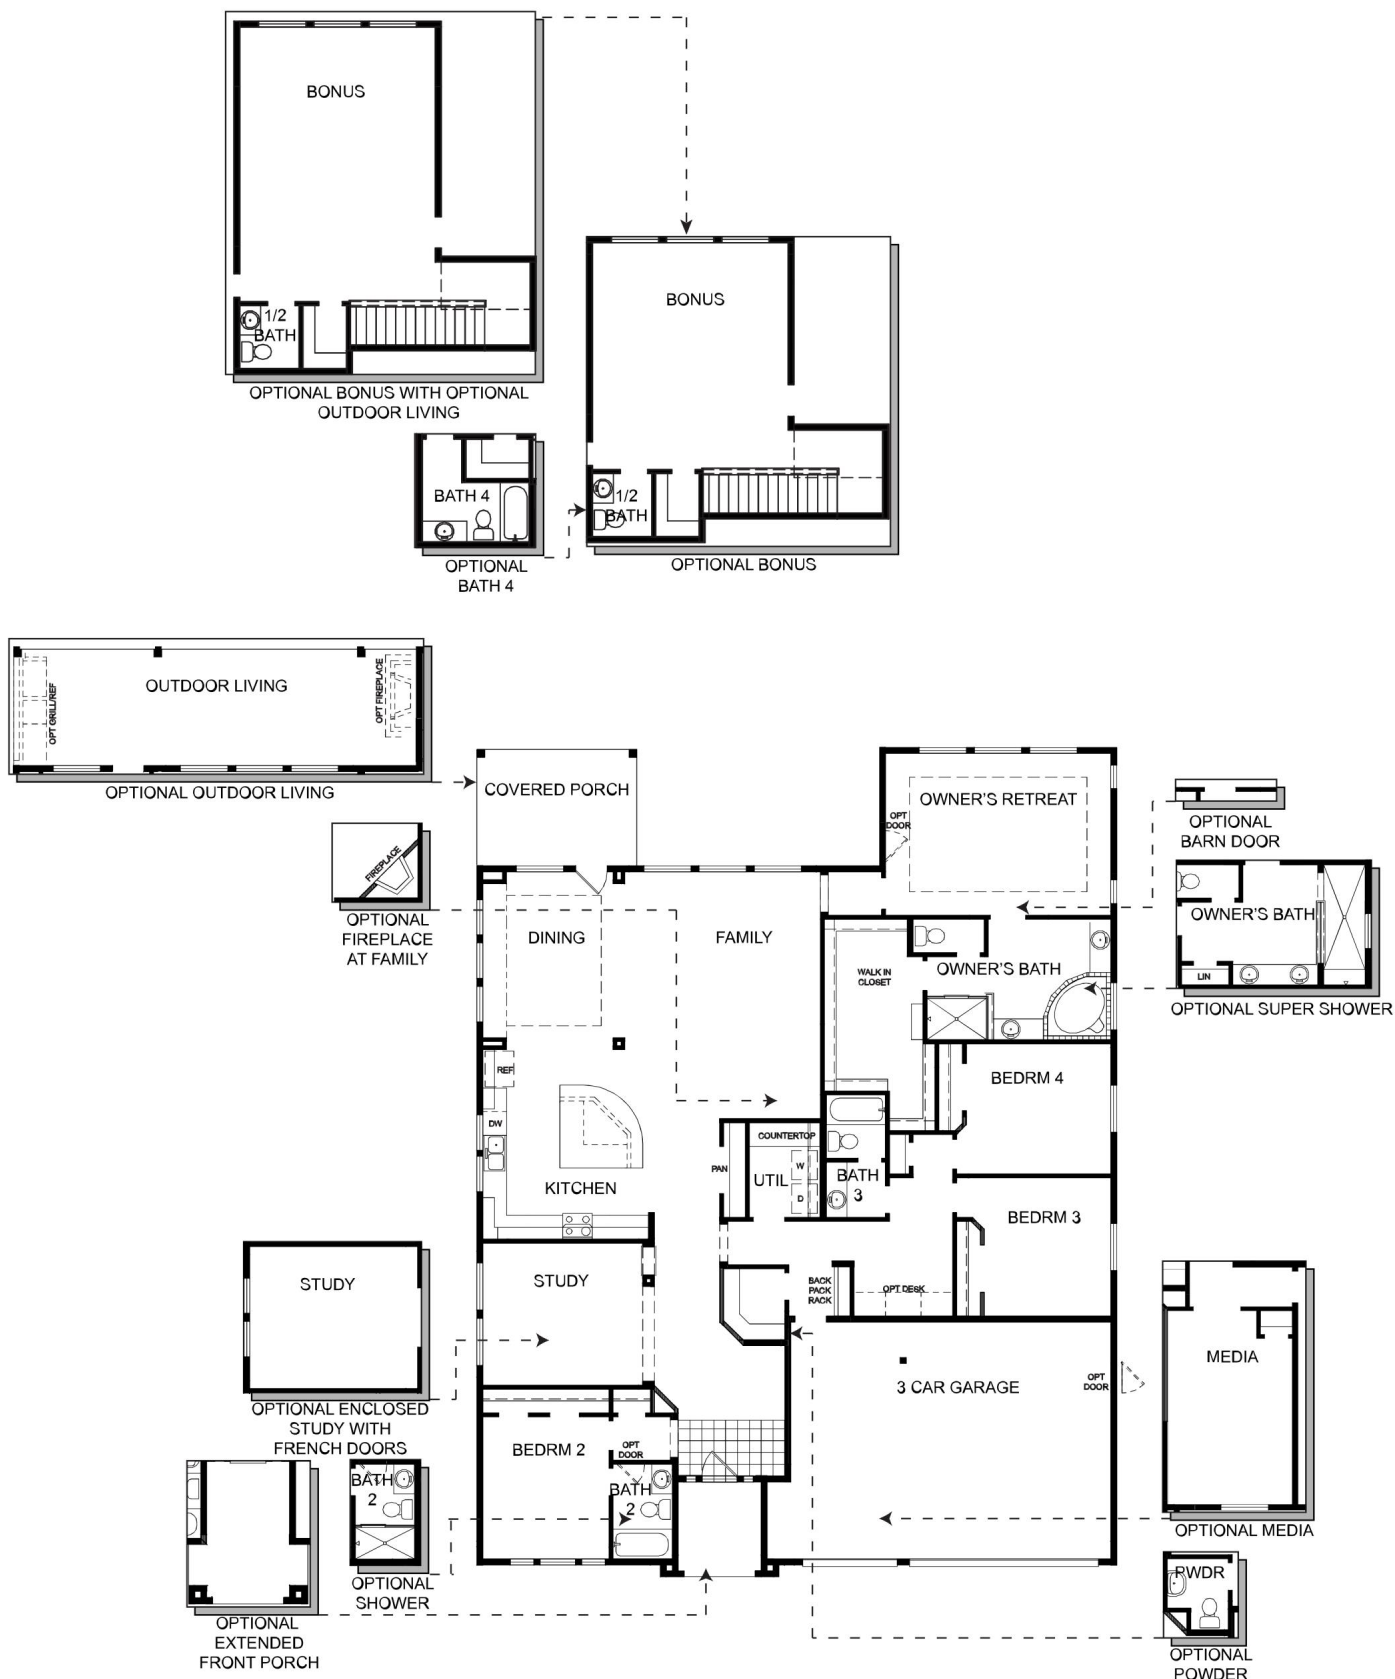 BONUS
1/2
BATH
OPTIONAL BONUS WITH OPTIONAL
OUTDOOR LIVING
BONUS
1/2
BATH
OPTIONAL BONUS
BATH 4
OPTIONAL
BATH 4
OUTDOOR LIVING
OPT GRILL/REF
OPT FIREPLACE
OPTIONAL OUTDOOR LIVING
FIREPLACE
OPTIONAL
FIREPLACE
AT FAMILY
COVERED PORCH
OWNER'S RETREAT
OPT
DOOR
OPTIONAL
BARN DOOR
OWNER'S BATH
LIN
OPTIONAL SUPER SHOWER
DINING
FAMILY
WALK IN
CLOSET
OWNER'S BATH
REF
DW
KITCHEN
PAN
COUNTERTOP
UTIL
W
D
BATH
3
BEDRM 4
BEDRM 3
BACK
PACK
RACK
OPT DESK
STUDY
STUDY
OPTIONAL ENCLOSED
STUDY WITH
FRENCH DOORS
3 CAR GARAGE
OPT
DOOR
MEDIA
OPTIONAL MEDIA
BEDRM 2
OPT
DOOR
BATH
2
BATH
2
OPTIONAL
SHOWER
OPTIONAL
EXTENDED
FRONT PORCH
PWDR
OPTIONAL
POWDER